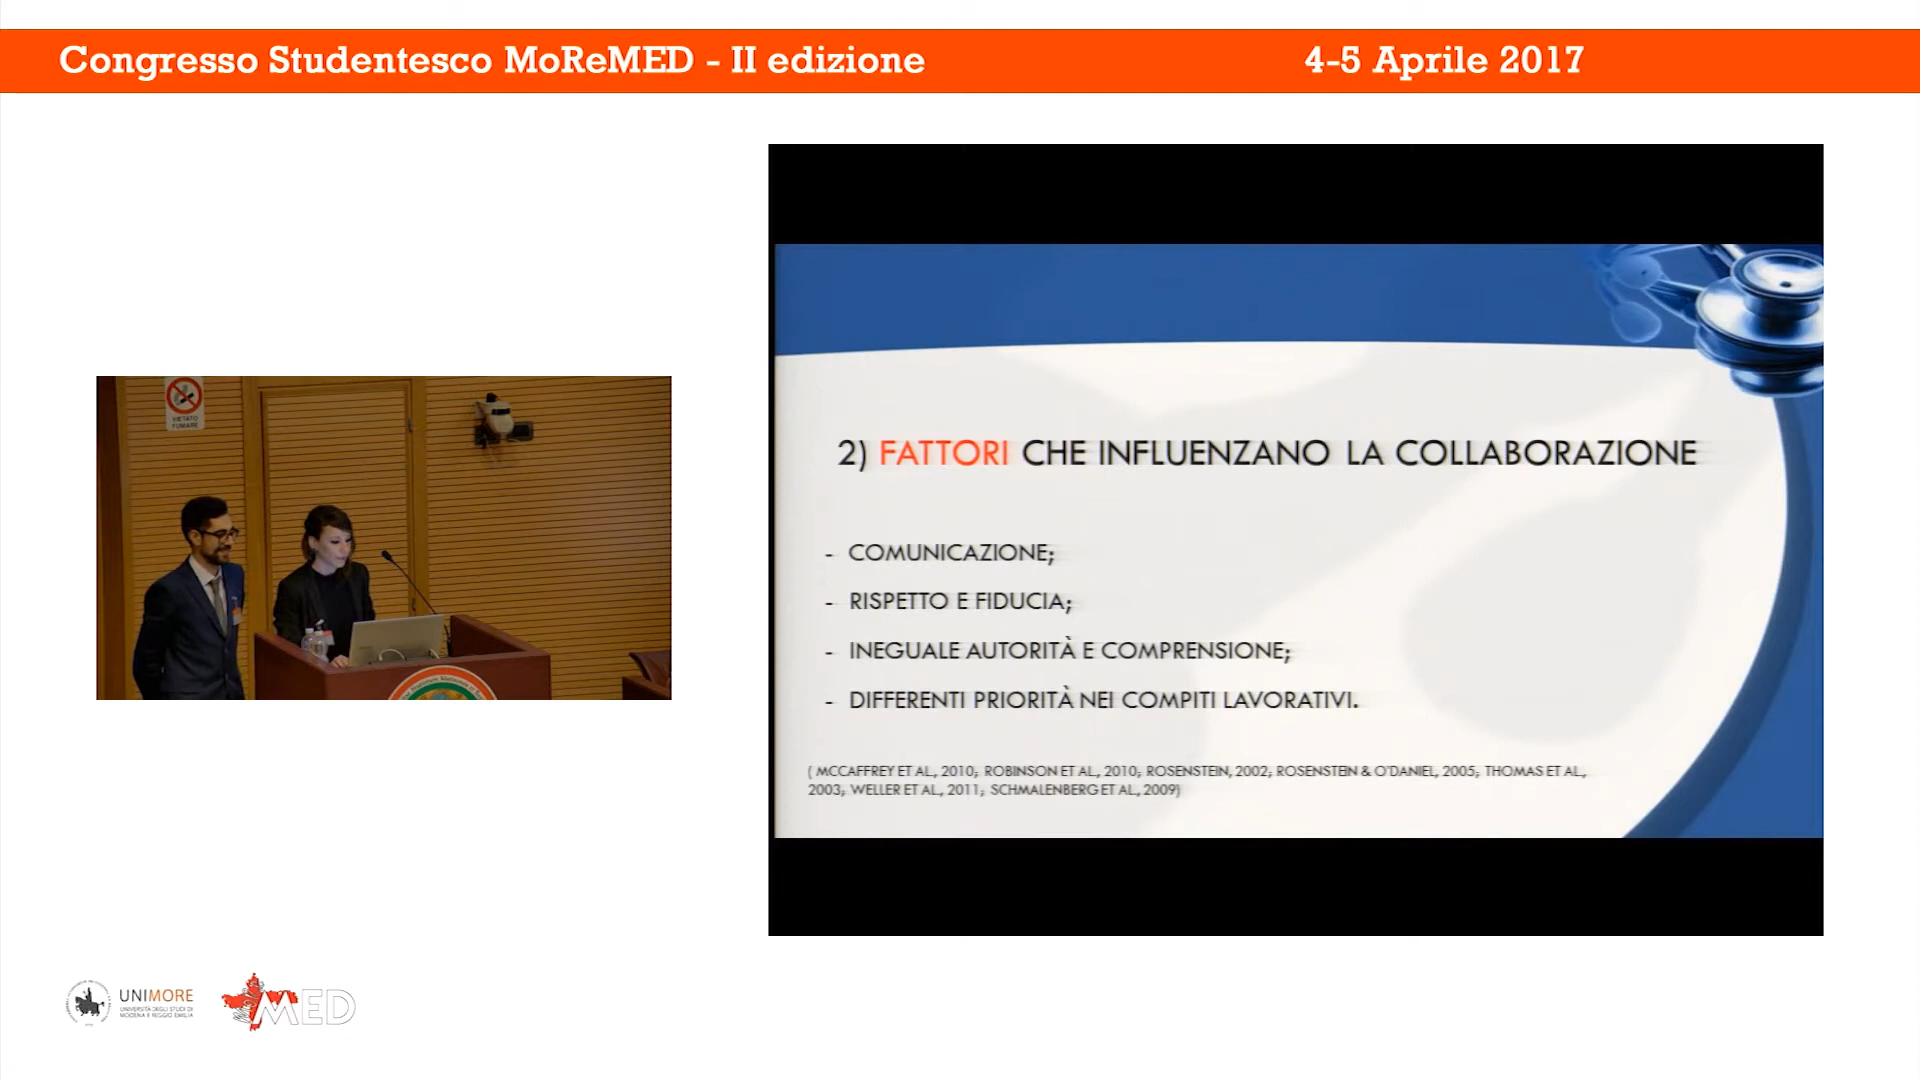 Congresso Studentesco MoReMED - II edizione
4-5 Aprile 2017
VIETATO
FUMARE
2) FATTORI CHE INFLUENZANO LA COLLABORAZIONE
- COMUNICAZIONE;
- RISPETTO E FIDUCIA;
- INEGUALE AUTORITÀ E COMPRENSIONE;
- DIFFERENTI PRIORITÀ NEI COMPITI LAVORATIVI.
( MCCAFFREY ET AL., 2010; ROBINSON ET AL., 2010; ROSENSTEIN, 2002; ROSENSTEIN & O'DANIEL, 2005; THOMAS ET AL.,
2003; WELLER ET AL., 2011; SCHMALENBERG ET AL., 2009)
UNIMORE
UNIVERSITÀ DEGLI STUDI DI
MODENA E REGGIO EMILIA
MED